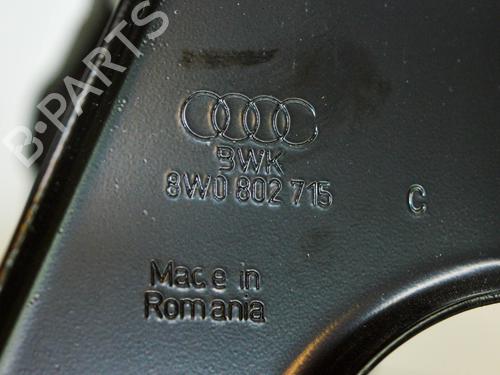 B-PARTS
BWK
8W0 802 715 C
Made in
Romania